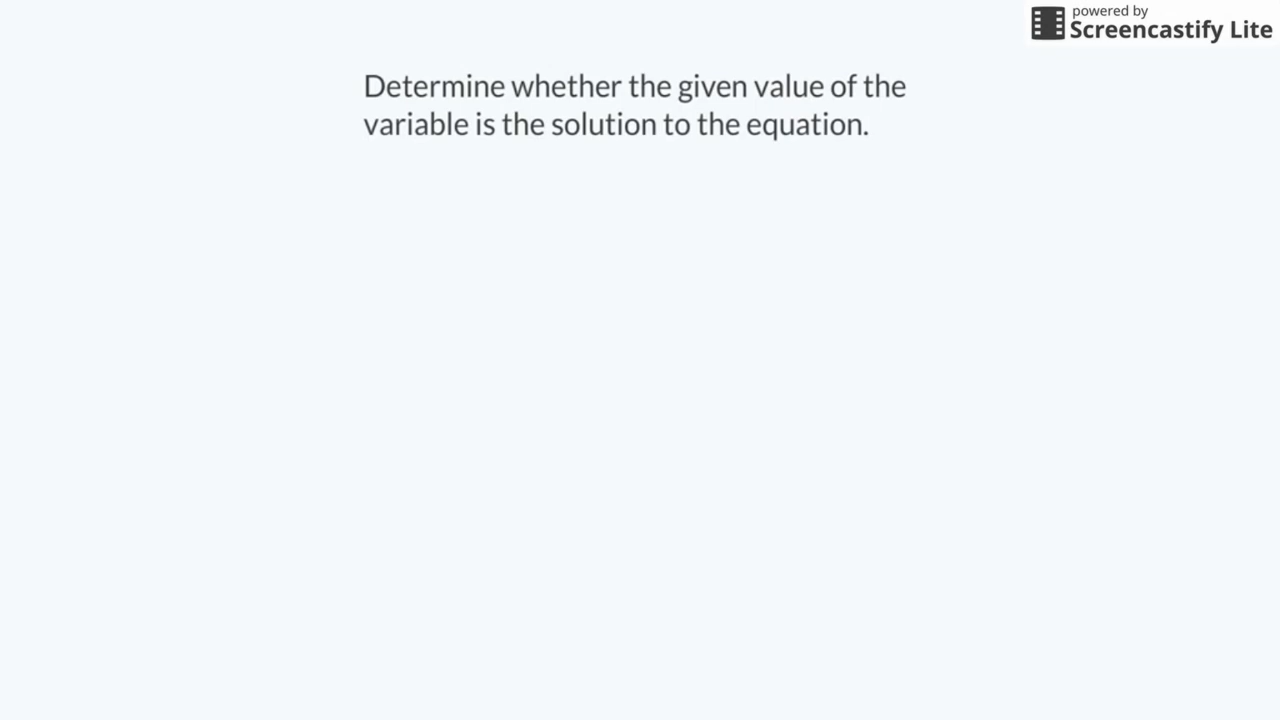 powered by
Screencastify Lite
Determine whether the given value of the
variable is the solution to the equation.